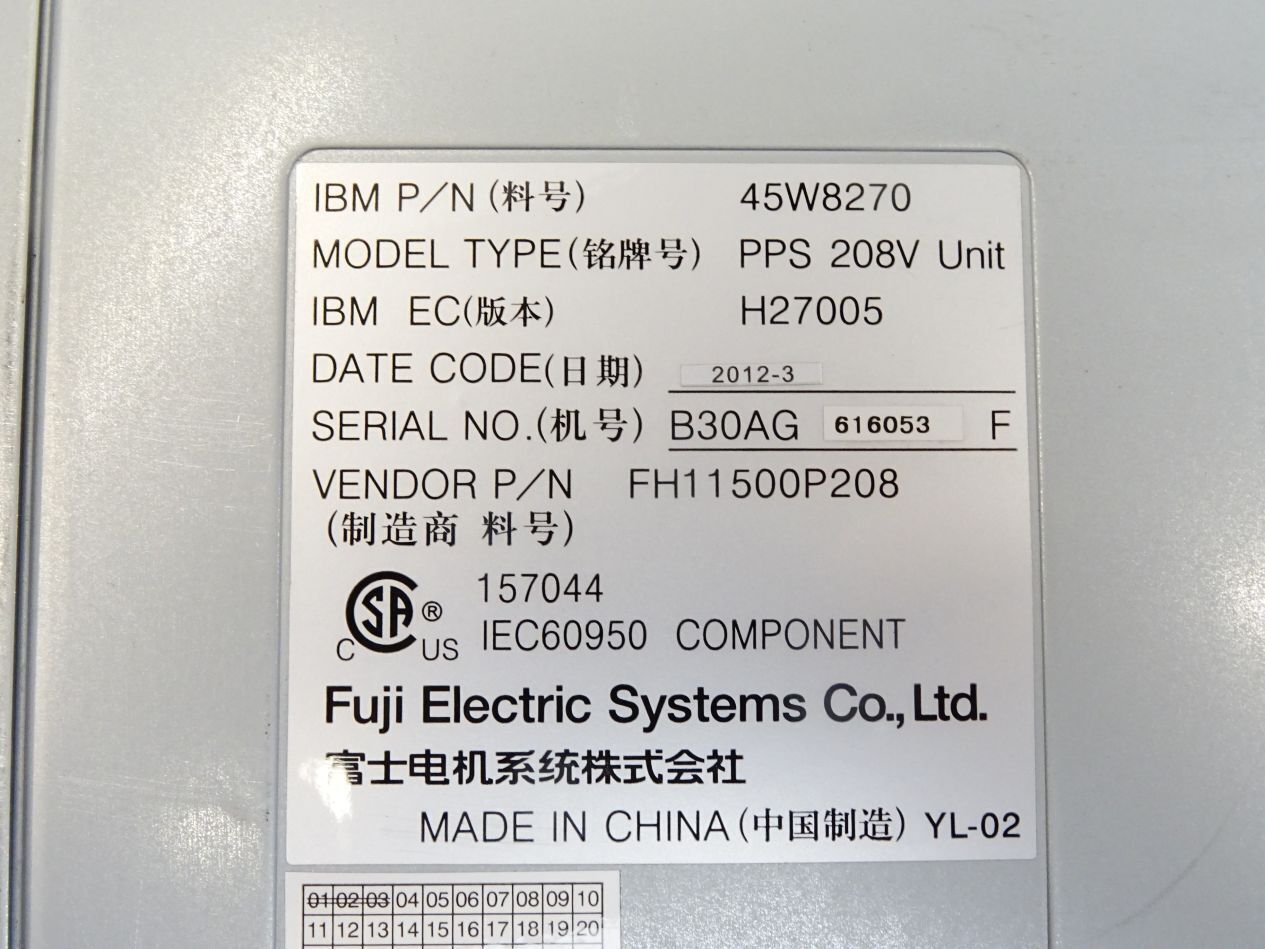 IBM P/N (料号) 45W8270
MODEL TYPE(铭牌号) PPS 208V Unit
IBM EC(版本) H27005
DATE CODE(日期) 2012-3
SERIAL NO.(机号) B30AG 616053 F
VENDOR P/N FH11500P208
(制造商 料号)
SA ® C US 157044
IEC60950 COMPONENT
Fuji Electric Systems Co.,Ltd.
富士电机系统株式会社
MADE IN CHINA(中国制造) YL-02
01 02 03 04 05 06 07 08 09 10
11 12 13 14 15 16 17 18 19 20